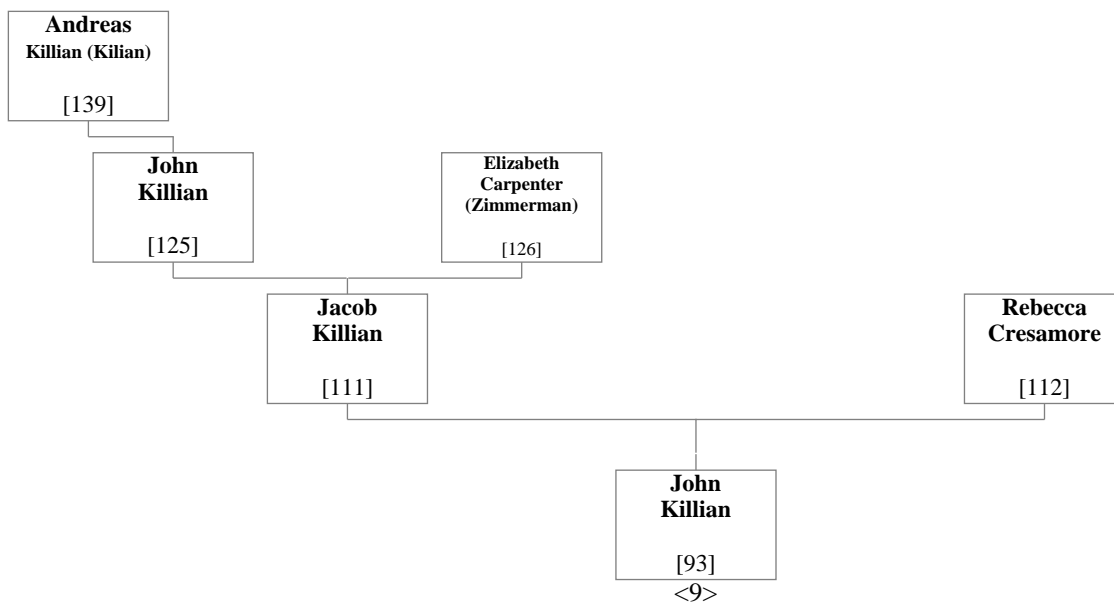 Andreas
Killian (Kilian)
[139]
John
Killian
[125]
Elizabeth
Carpenter
(Zimmerman)
[126]
Jacob
Killian
[111]
Rebecca
Cresamore
[112]
John
Killian
[93]
<9>